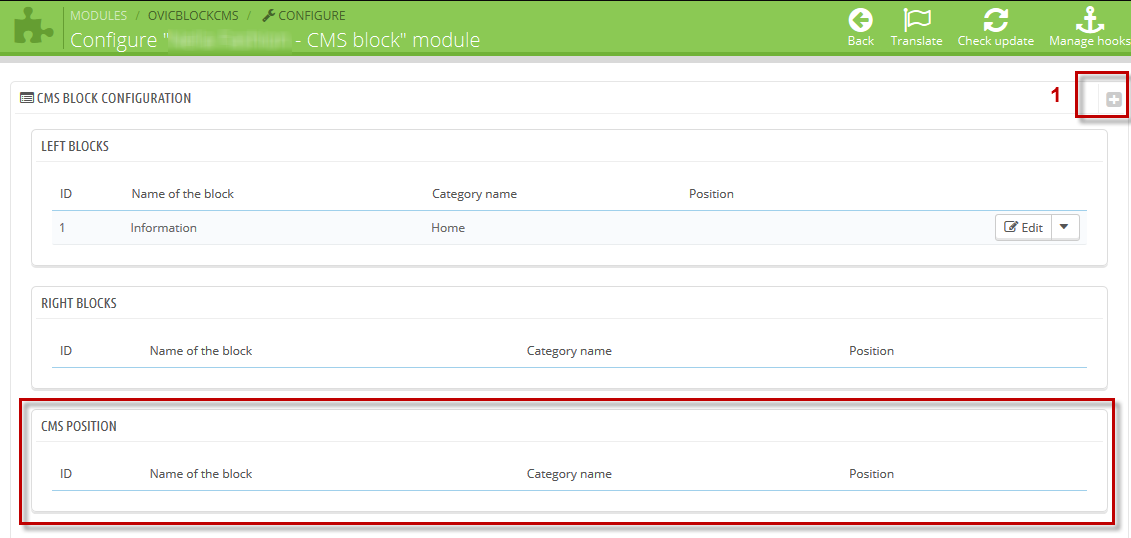 MODULES / OVICBLOCKCMS / CONFIGURE
Configure " - CMS block" module
Back Translate Check update Manage hooks
1
CMS BLOCK CONFIGURATION
LEFT BLOCKS
ID Name of the block Category name Position
1 Information Home Edit
RIGHT BLOCKS
ID Name of the block Category name Position
CMS POSITION
ID Name of the block Category name Position